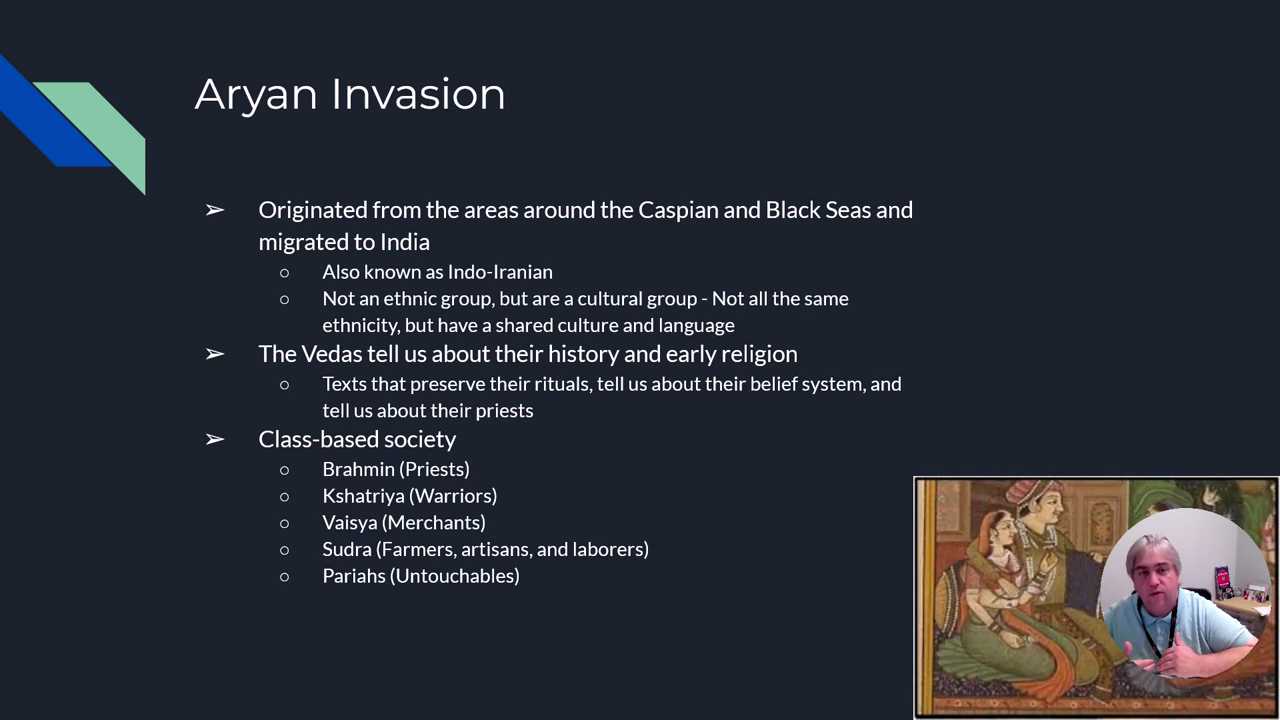 Aryan Invasion
➢ Originated from the areas around the Caspian and Black Seas and
migrated to India
○ Also known as Indo-Iranian
○ Not an ethnic group, but are a cultural group - Not all the same
ethnicity, but have a shared culture and language
➢ The Vedas tell us about their history and early religion
○ Texts that preserve their rituals, tell us about their belief system, and
tell us about their priests
➢ Class-based society
○ Brahmin (Priests)
○ Kshatriya (Warriors)
○ Vaisya (Merchants)
○ Sudra (Farmers, artisans, and laborers)
○ Pariahs (Untouchables)